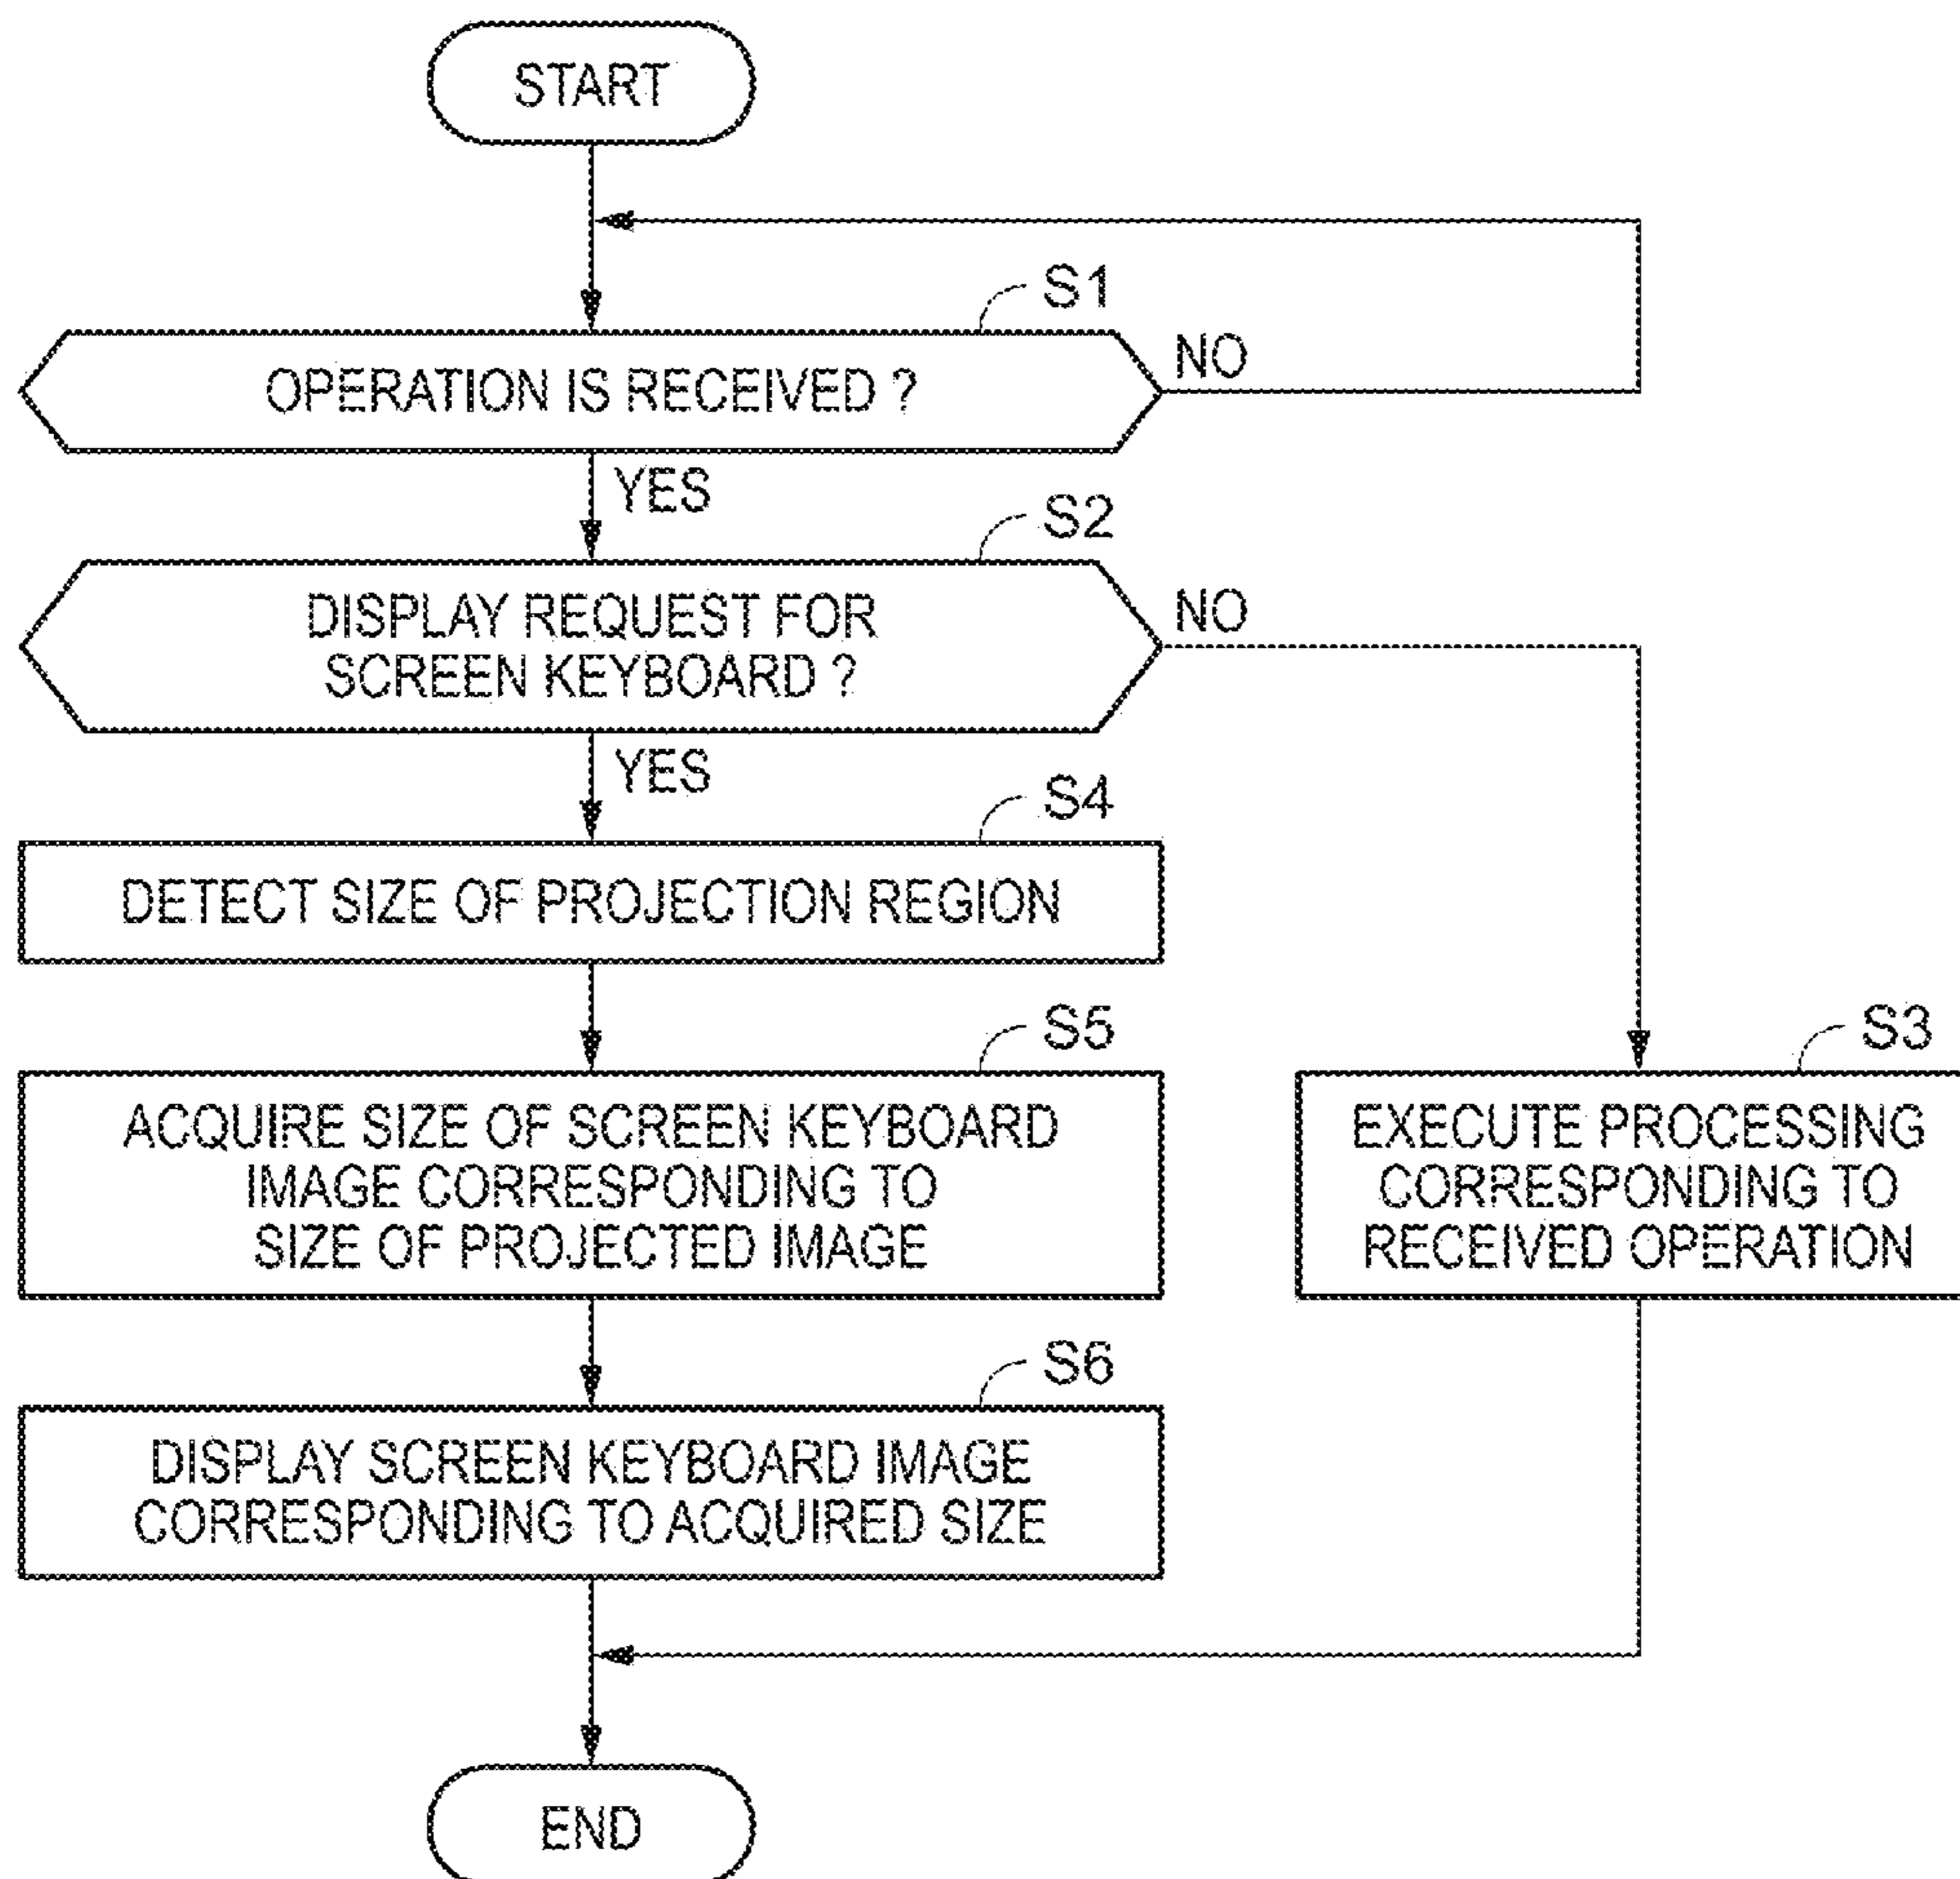 START
S1
OPERATION IS RECEIVED ?
NO
YES
S2
DISPLAY REQUEST FOR
SCREEN KEYBOARD ?
NO
YES
S4
DETECT SIZE OF PROJECTION REGION
S5
ACQUIRE SIZE OF SCREEN KEYBOARD
IMAGE CORRESPONDING TO
SIZE OF PROJECTED IMAGE
S3
EXECUTE PROCESSING
CORRESPONDING TO
RECEIVED OPERATION
S6
DISPLAY SCREEN KEYBOARD IMAGE
CORRESPONDING TO ACQUIRED SIZE
END